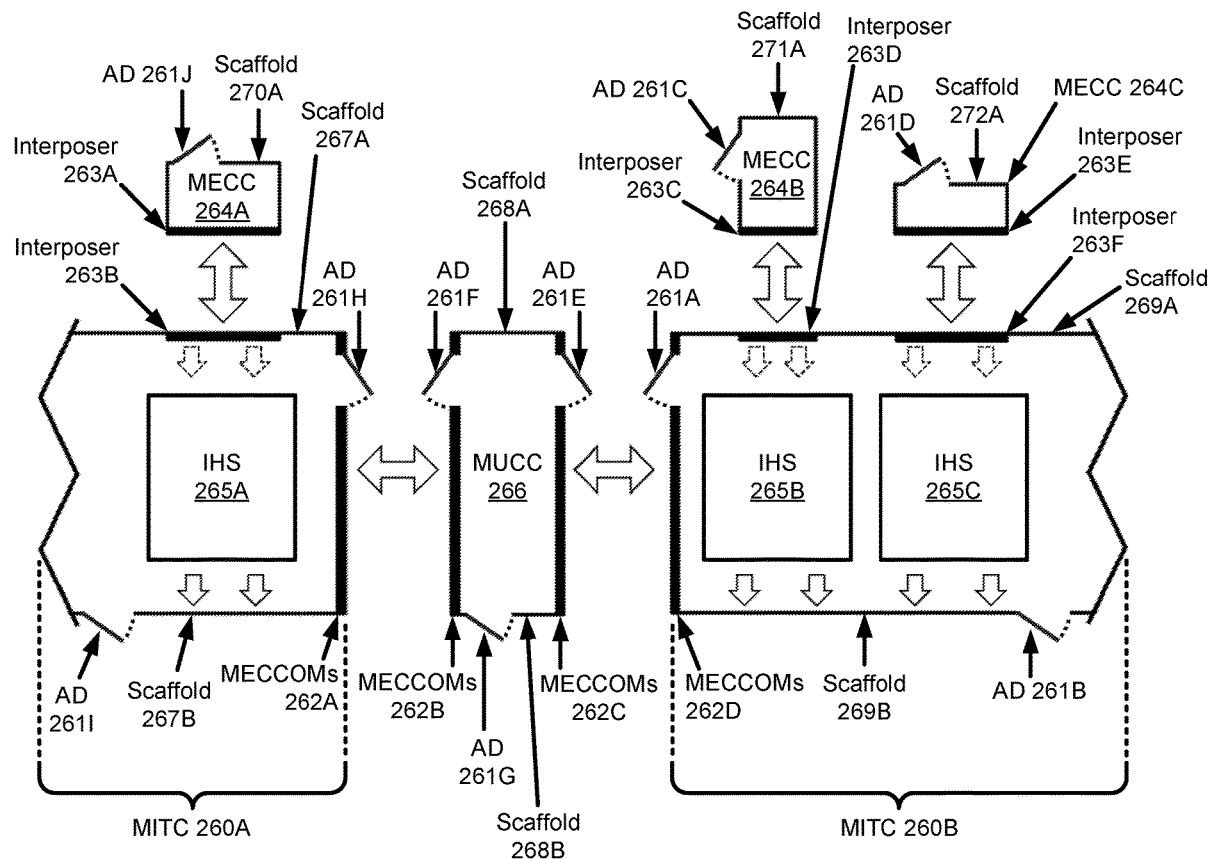 Scaffold
271A
Interposer
263D
AD 261J
Scaffold
270A
Scaffold
267A
AD 261C
AD
261D
Scaffold
272A
MECC 264C
Interposer
263A
MECC
264A
Scaffold
268A
Interposer
263C
MECC
264B
Interposer
263E
Interposer
263B
AD
261H
AD
261F
AD
261E
AD
261A
Interposer
263F
Scaffold
269A
IHS
265A
MUCC
266
IHS
265B
IHS
265C
AD
261I
Scaffold
267B
MECCOMs
262A
MECCOMs
262B
AD
261G
MECCOMs
262C
MECCOMs
262D
Scaffold
269B
AD 261B
Scaffold
268B
MITC 260A
MITC 260B